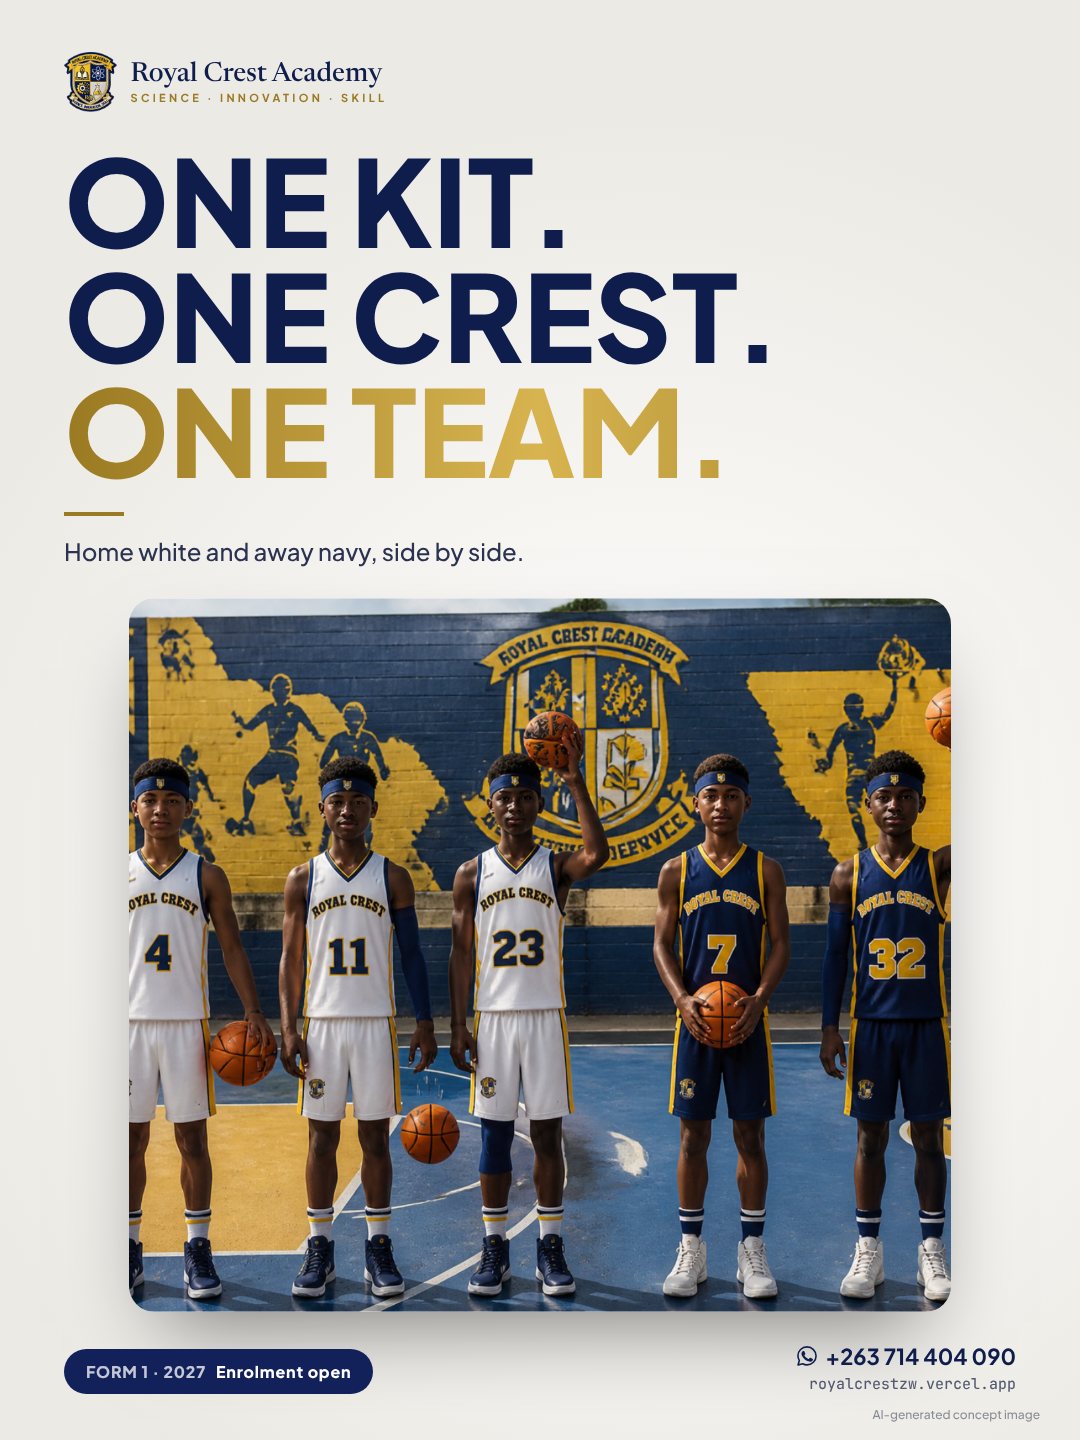 Royal Crest Academy
SCIENCE · INNOVATION · SKILL
ONE KIT.
ONE CREST.
ONE TEAM.
Home white and away navy, side by side.
ROYAL CREST
ROYAL CREST
4
ROYAL CREST
11
ROYAL CREST
23
ROYAL CREST
7
ROYAL CREST
32
FORM 1 · 2027 Enrolment open
+263 714 404 090
royalcrestzw.vercel.app
AI-generated concept image